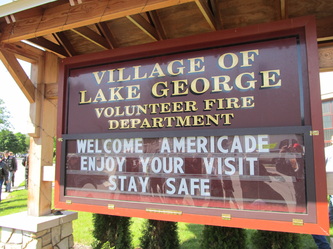 VILLAGE OF
LAKE GEORGE
VOLUNTEER FIRE
DEPARTMENT
WELCOME AMERICADE
ENJOY YOUR VISIT
STAY SAFE